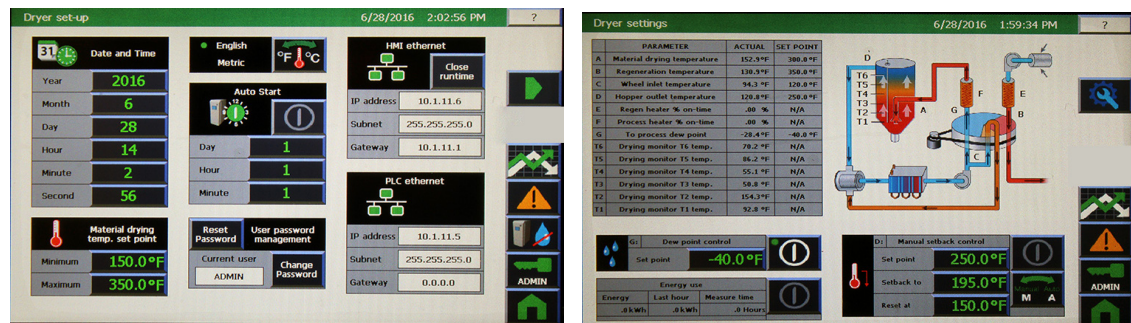 Dryer set-up 6/28/2016 2:02:56 PM ?
31 Date and Time
Year 2016
Month 6
Day 28
Hour 14
Minute 2
Second 56
Material drying
temp. set point
Minimum 150.0°F
Maximum 350.0°F
English
Metric
°F °C
Auto Start
12
Day 1
Hour 1
Minute 1
Reset
Password
User password
management
Current user
ADMIN
Change
Password
HMI ethernet
Close
runtime
IP address 10.1.11.6
Subnet 255.255.255.0
Gateway 10.1.11.1
PLC ethernet
IP address 10.1.11.5
Subnet 255.255.255.0
Gateway 0.0.0.0
ADMIN
Dryer settings 6/28/2016 1:59:34 PM ?
PARAMETER ACTUAL SET POINT
A Material drying temperature 152.9°F 300.0°F
B Regeneration temperature 130.9°F 350.0°F
C Wheel inlet temperature 94.3 °F 120.0°F
D Hopper outlet temperature 120.8°F 250.0°F
E Regen heater % on-time .00 % N/A
F Process heater % on-time .00 % N/A
G To process dew point -28.4°F -40.0°F
T6 Drying monitor T6 temp. 70.2 °F N/A
T5 Drying monitor T5 temp. 86.2 °F N/A
T4 Drying monitor T4 temp. 55.1 °F N/A
T3 Drying monitor T3 temp. 50.8 °F N/A
T2 Drying monitor T2 temp. 154.3°F N/A
T1 Drying monitor T1 temp. 92.8 °F N/A
D
T6
T5
T4
T3
T2
T1
A
F
G
E
B
C
G: Dew point control
Set point -40.0°F
Energy use
Energy Last hour Measure time
.0 kWh .0 kWh .0 Hours
D: Manual setback control
Set point 250.0°F
Setback to 195.0°F
Reset at 150.0°F
Manual Auto
M A
ADMIN